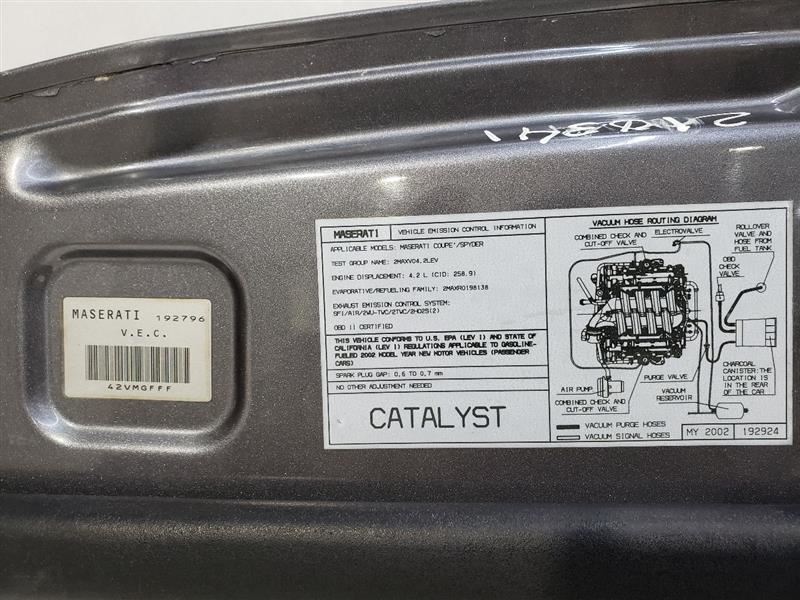 210841
MASERATI 192796
V.E.C.
42VMGFFF
MASERATI VEHICLE EMISSION CONTROL INFORMATION
APPLICABLE MODELS: MASERATI COUPE'/SPYDER
TEST GROUP NAME: 2MAXV04.2LEV
ENGINE DISPLACEMENT: 4.2 L (CID: 258.9)
EVAPORATIVE/REFUELING FAMILY: 2MAXR0198138
EXHAUST EMISSION CONTROL SYSTEM:
SFI/AIR/2WU-TWC/2TWC/2HO2S(2)
OBD II CERTIFIED
THIS VEHICLE CONFORMS TO U.S. EPA (LEV I) AND STATE OF
CALIFORNIA (LEV I) REGULATIONS APPLICABLE TO GASOLINE-
FUELED 2002 MODEL YEAR NEW MOTOR VEHICLES (PASSENGER
CARS)
SPARK PLUG GAP: 0,6 TO 0,7 mm
NO OTHER ADJUSTMENT NEEDED
CATALYST
VACUUM HOSE ROUTING DIAGRAM
COMBINED CHECK AND
CUT-OFF VALVE
ELECTROVALVE
ROLLOVER
VALVE AND
HOSE FROM
FUEL TANK
OBD
CHECK
VALVE
PURGE VALVE
AIR PUMP
VACUUM
RESERVOIR
CHARCOAL
CANISTER:THE
LOCATION IS
IN THE REAR
OF THE CAR
COMBINED CHECK AND
CUT-OFF VALVE
VACUUM PURGE HOSES
VACUUM SIGNAL HOSES
MY 2002 192924